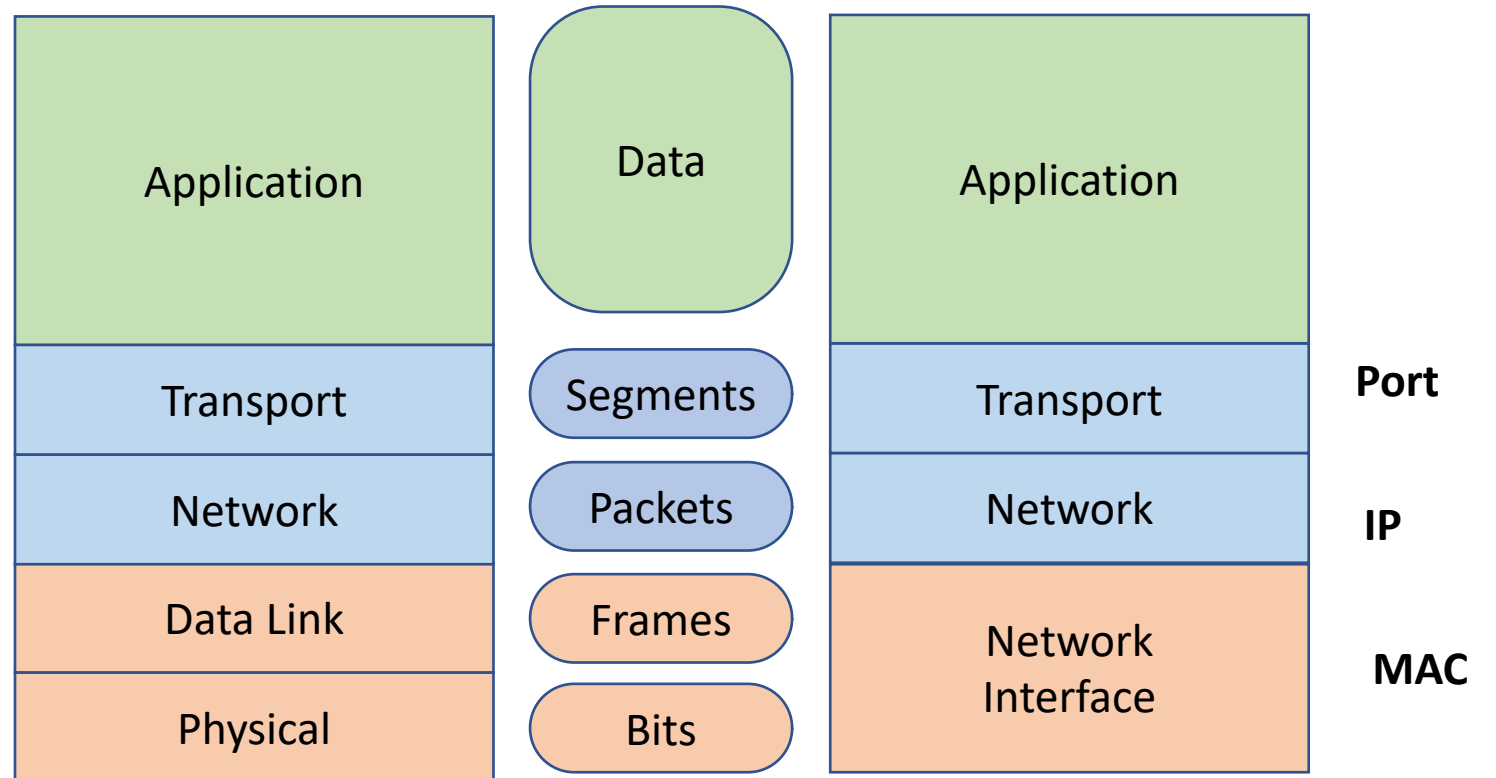 Application
Transport
Network
Data Link
Physical
Data
Segments
Packets
Frames
Bits
Application
Transport
Network
Network
Interface
Port
IP
MAC